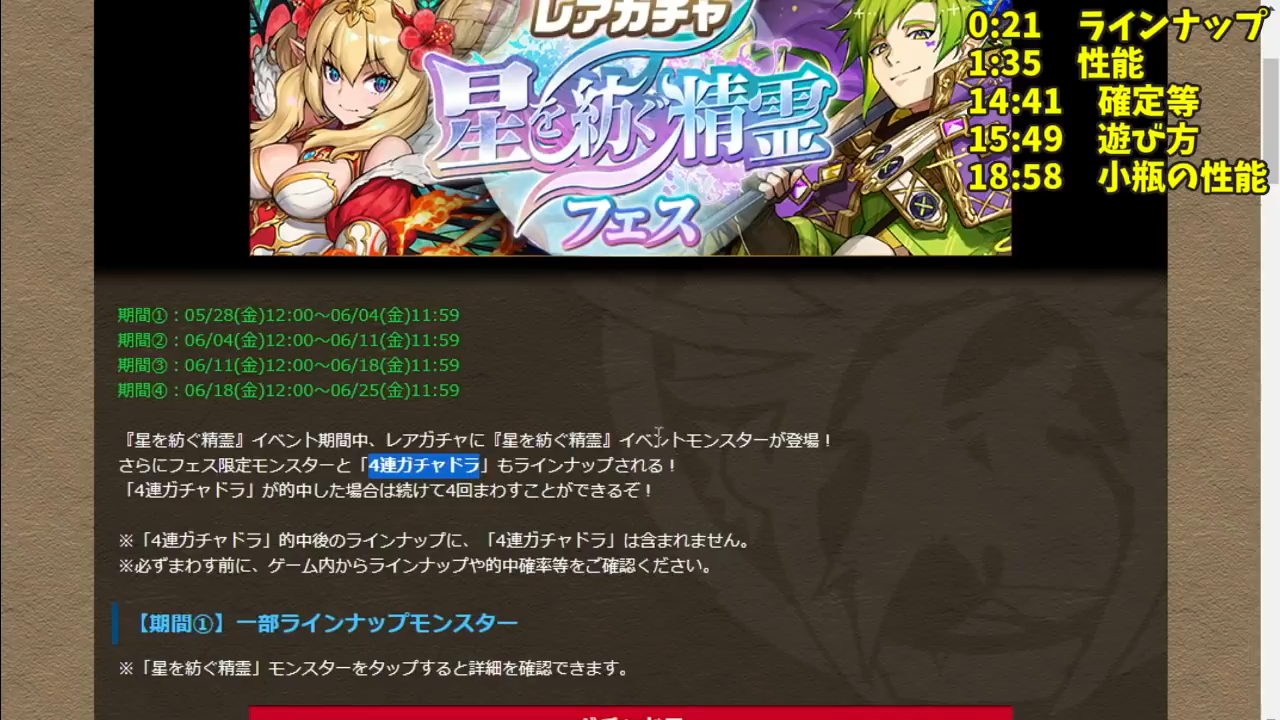 レアガチャ
星を紡ぐ精霊
フェス
0:21 ラインナップ
1:35 性能
14:41 確定等
15:49 遊び方
18:58 小瓶の性能
期間①：05/28(金)12:00～06/04(金)11:59
期間②：06/04(金)12:00～06/11(金)11:59
期間③：06/11(金)12:00～06/18(金)11:59
期間④：06/18(金)12:00～06/25(金)11:59
『星を紡ぐ精霊』イベント期間中、レアガチャに『星を紡ぐ精霊』イベントモンスターが登場！
さらにフェス限定モンスターと「4連ガチャドラ」もラインナップされる！
「4連ガチャドラ」が的中した場合は続けて4回まわすことができるぞ！
※「4連ガチャドラ」的中後のラインナップに、「4連ガチャドラ」は含まれません。
※必ずまわす前に、ゲーム内からラインナップや的中確率等をご確認ください。
【期間①】一部ラインナップモンスター
※「星を紡ぐ精霊」モンスターをタップすると詳細を確認できます。